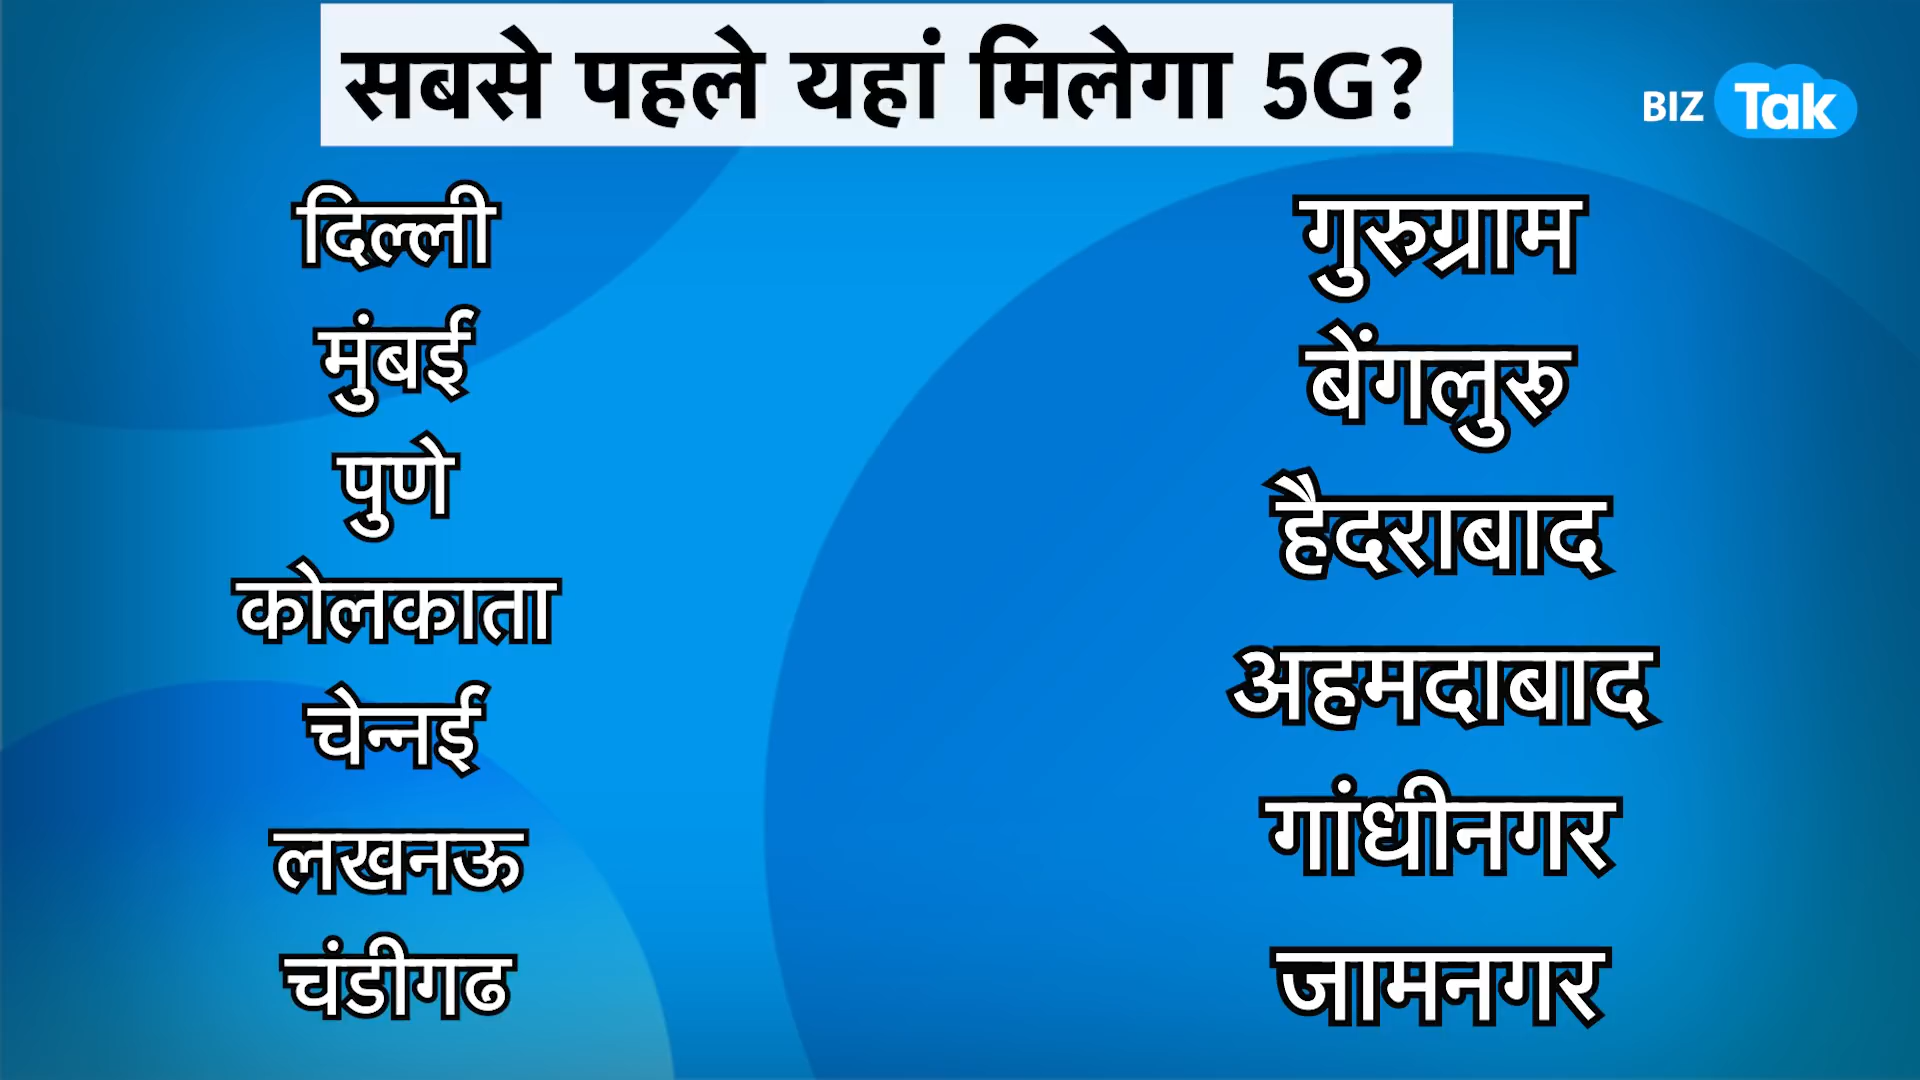 सबसे पहले यहां मिलेगा 5G?
BIZ Tak
दिल्ली
मुंबई
पुणे
कोलकाता
चेन्नई
लखनऊ
चंडीगढ
गुरुग्राम
बेंगलुरू
हैदराबाद
अहमदाबाद
गांधीनगर
जामनगर